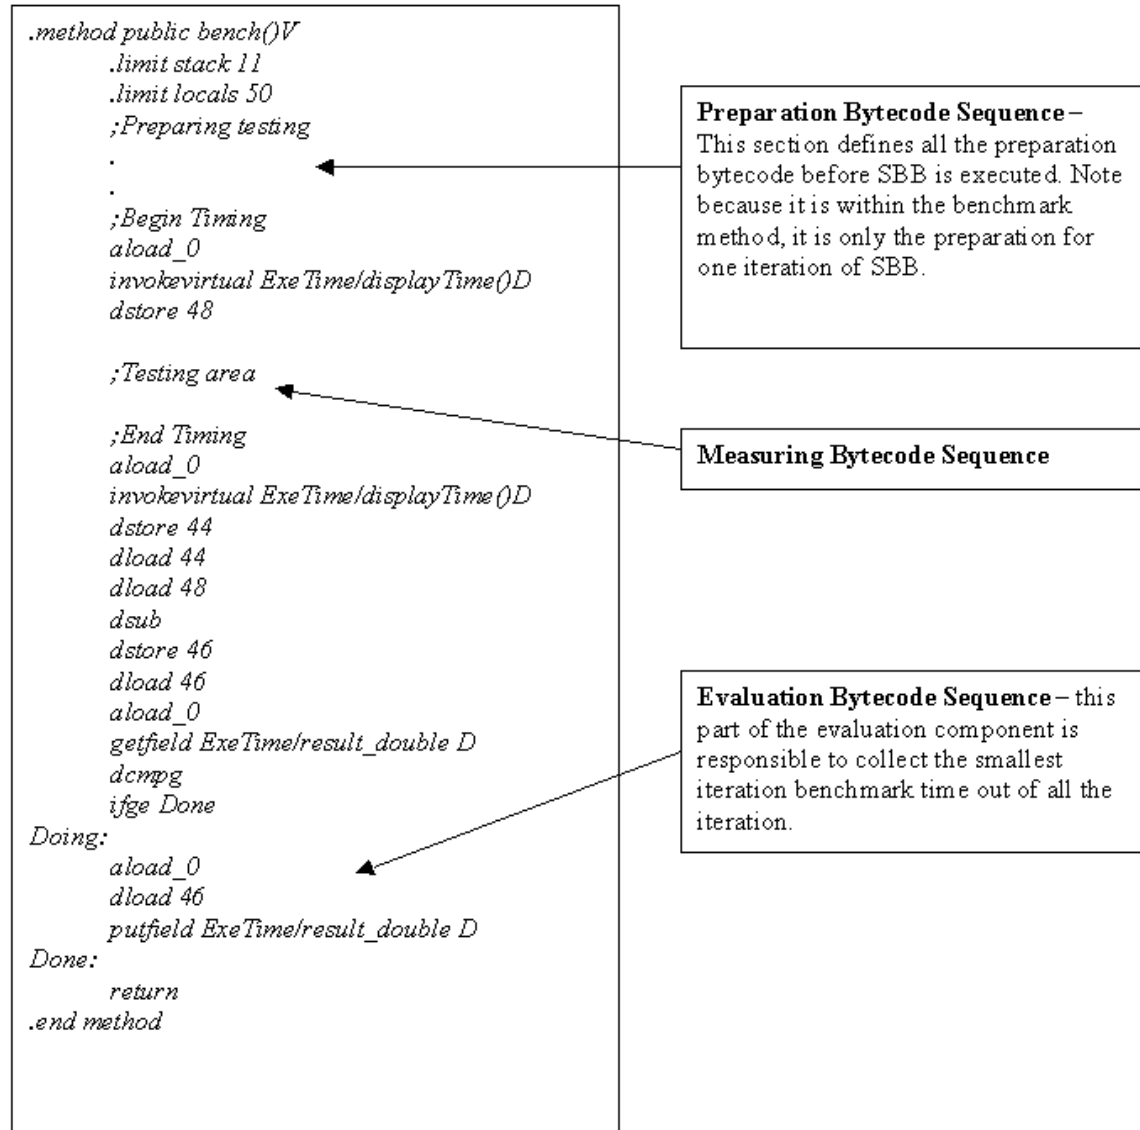 .method public bench()V
.limit stack 11
.limit locals 50
;Preparing testing
.
.
;Begin Timing
aload_0
invokevirtual ExeTime/displayTime()D
dstore 48
;Testing area
;End Timing
aload_0
invokevirtual ExeTime/displayTime()D
dstore 44
dload 44
dload 48
dsub
dstore 46
dload 46
aload_0
getfield ExeTime/result_double D
dcmpg
ifge Done
Doing:
aload_0
dload 46
putfield ExeTime/result_double D
Done:
return
.end method
Preparation Bytecode Sequence –
This section defines all the preparation
bytecode before SBB is executed. Note
because it is within the benchmark
method, it is only the preparation for
one iteration of SBB.
Measuring Bytecode Sequence
Evaluation Bytecode Sequence – this
part of the evaluation component is
responsible to collect the smallest
iteration benchmark time out of all the
iteration.